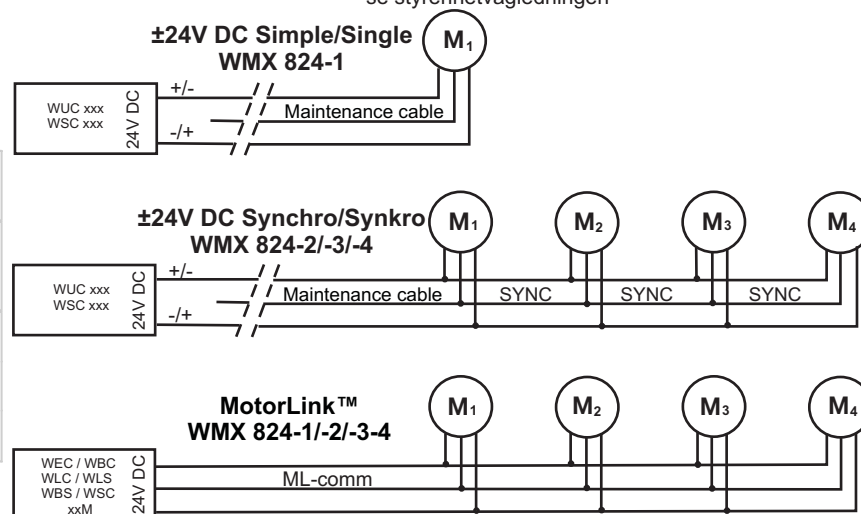 se styrenhetvagledningen
±24V DC Simple/Single
WMX 824-1
M1
WUC xxx
WSC xxx
24V DC
+/-
Maintenance cable
-/+
±24V DC Synchro/Synkro
WMX 824-2/-3/-4
M1
M2
M3
M4
WUC xxx
WSC xxx
24V DC
+/-
Maintenance cable
SYNC
SYNC
SYNC
-/+
MotorLink™
WMX 824-1/-2/-3-4
M1
M2
M3
M4
WEC / WBC
WLC / WLS
WBS / WSC
xxM
24V DC
ML-comm